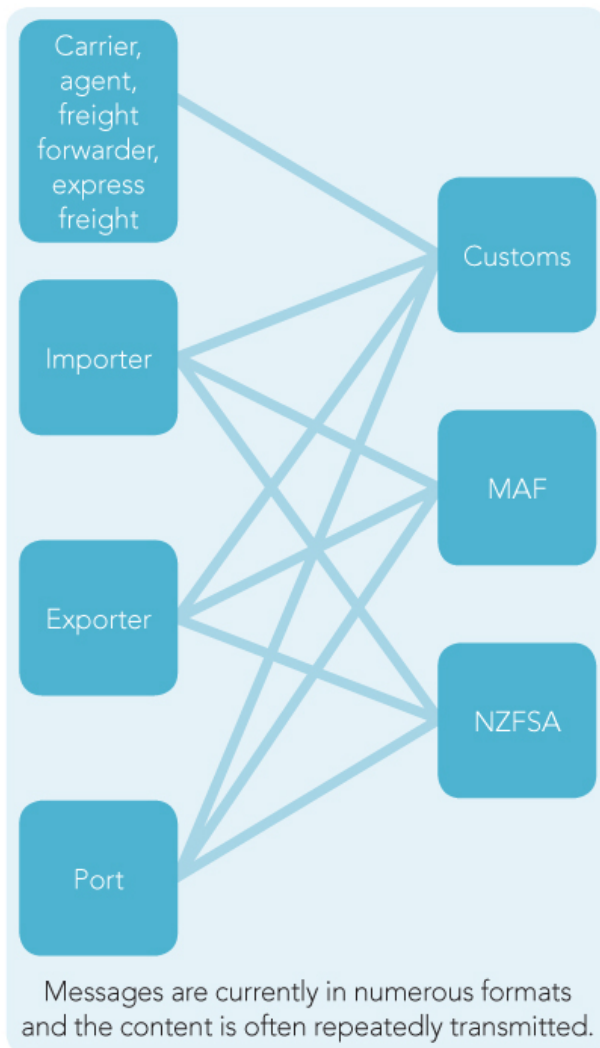 Carrier,
agent,
freight
forwarder,
express
freight
Customs
Importer
MAF
Exporter
NZFSA
Port
Messages are currently in numerous formats
and the content is often repeatedly transmitted.